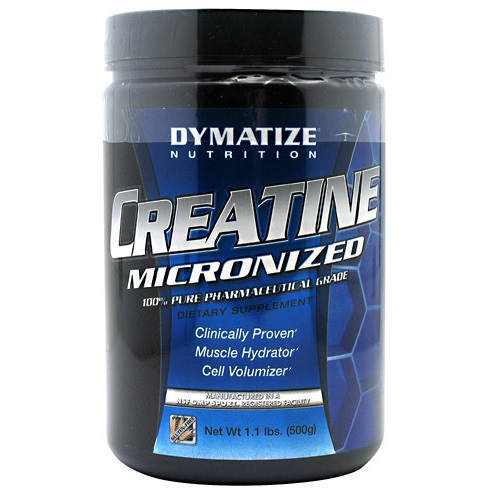 DYMATIZE®
NUTRITION
CREATINE
MICRONIZED
100% PURE PHARMACEUTICAL GRADE
DIETARY SUPPLEMENT
Clinically Proven
Muscle Hydrator
Cell Volumizer
MANUFACTURED IN A
NSF GMP SPORT REGISTERED FACILITY
Net Wt 1.1 lbs. (500g)